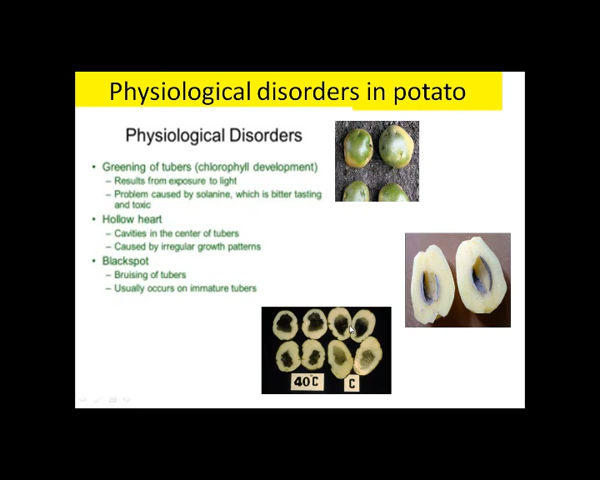 Physiological disorders in potato
Physiological Disorders
• Greening of tubers (chlorophyll development)
– Results from exposure to light
– Problem caused by solanine, which is bitter tasting
and toxic
• Hollow heart
– Cavities in the center of tubers
– Caused by irregular growth patterns
• Blackspot
– Bruising of tubers
– Usually occurs on immature tubers
40°C
C